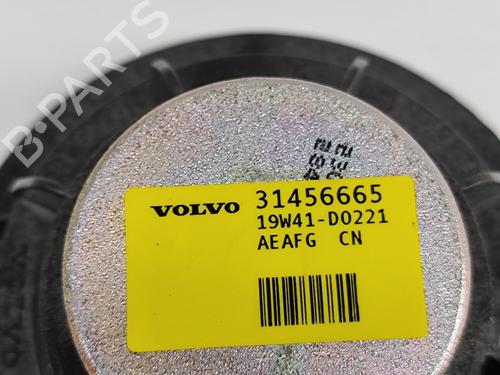 B-PARTS
VOLVO 31456665
19W41-D0221
AEAFG CN